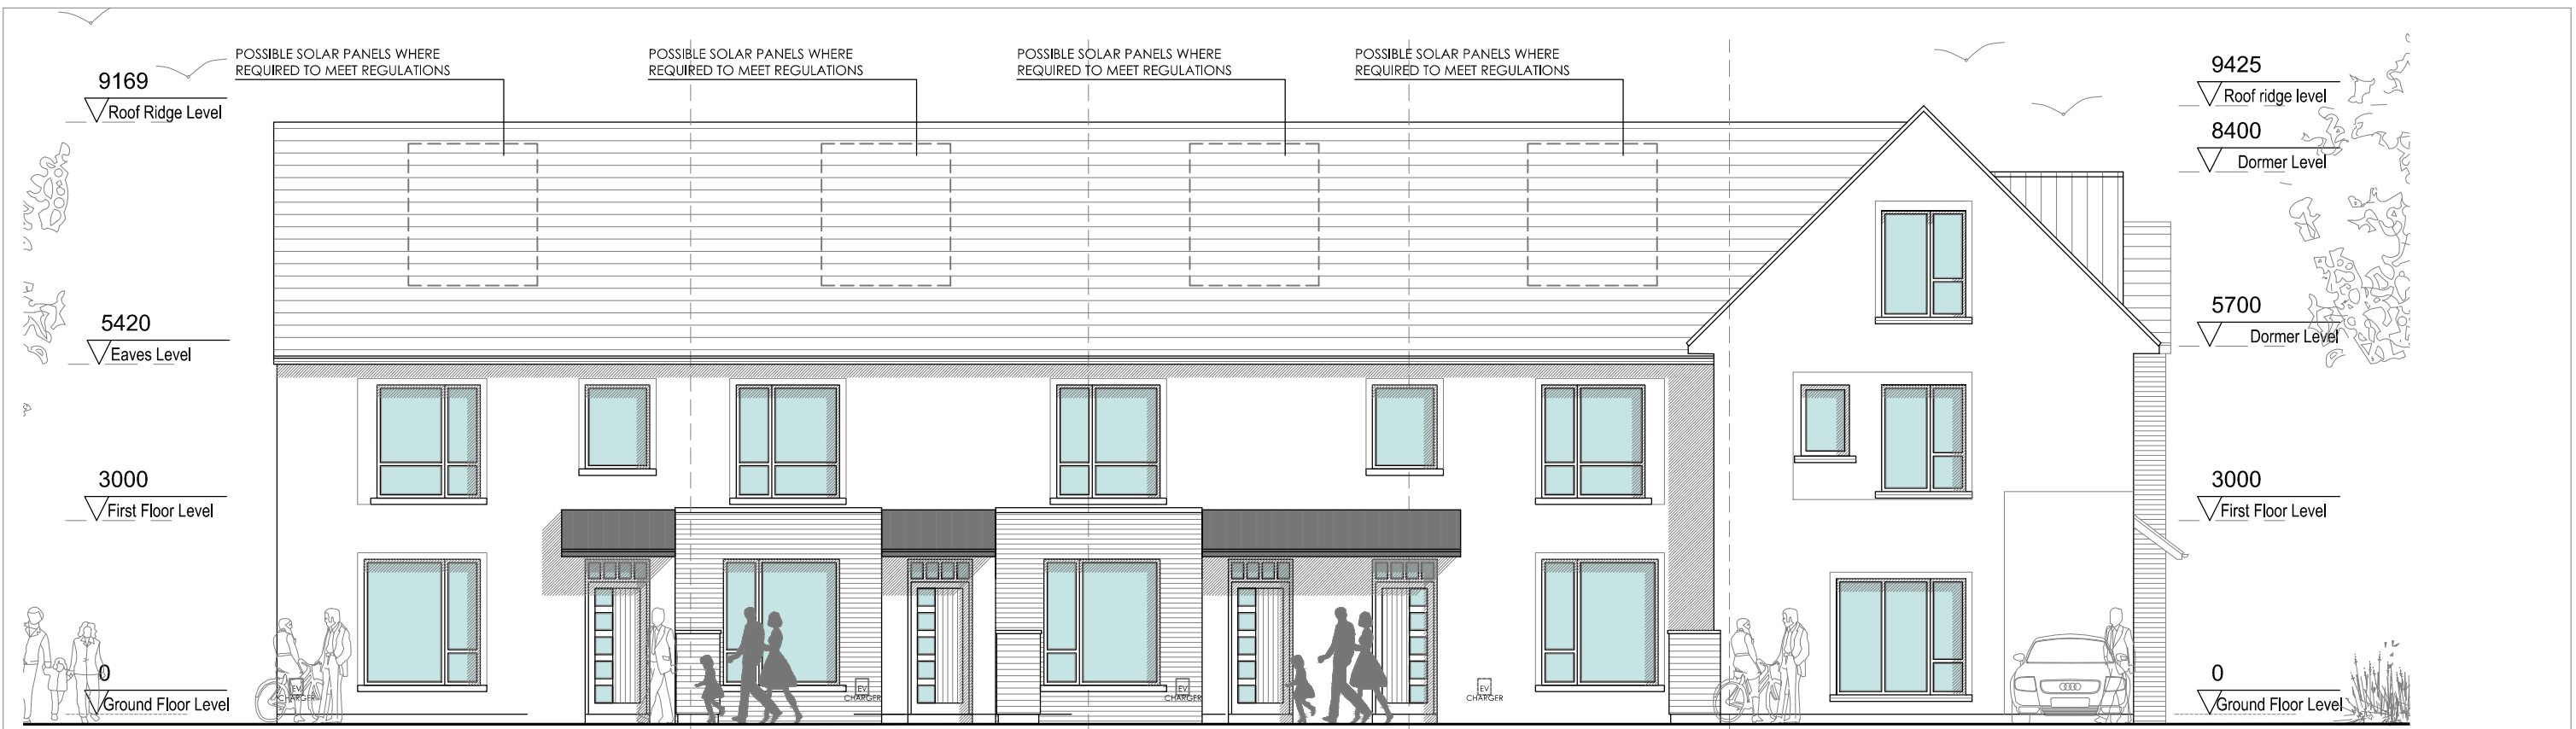 POSSIBLE SOLAR PANELS WHERE
REQUIRED TO MEET REGULATIONS
POSSIBLE SOLAR PANELS WHERE
REQUIRED TO MEET REGULATIONS
POSSIBLE SOLAR PANELS WHERE
REQUIRED TO MEET REGULATIONS
POSSIBLE SOLAR PANELS WHERE
REQUIRED TO MEET REGULATIONS
9169
Roof Ridge Level
5420
Eaves Level
3000
First Floor Level
0
Ground Floor Level
9425
Roof ridge level
8400
Dormer Level
5700
Dormer Level
3000
First Floor Level
0
Ground Floor Level
EV
CHARGER
EV
CHARGER
EV
CHARGER
EV
CHARGER